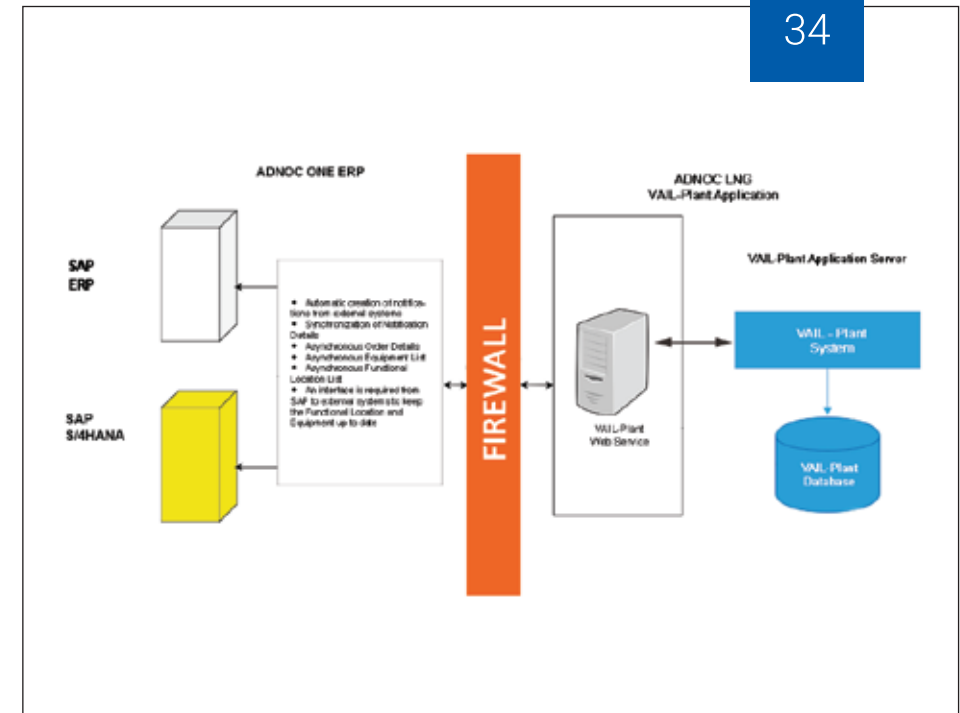 34
ADNOC ONE ERP
ADNOC LNG
VAIL-Plant Application
SAP
ERP
VAIL-Plant Application Server
• Automatic creation of notifica-
tions from external systems
• Synchronization of Notification
Details
• Asynchronous Order Details
• Asynchronous Equipment List
• Asynchronous Functional
Location List
• An interface is required from
SAP to external systems to keep
the Functional Location and
Equipment up to date
FIREWALL
VAIL - Plant
System
SAP
S/4HANA
VAIL-Plant
Web Service
VAIL-Plant
Database